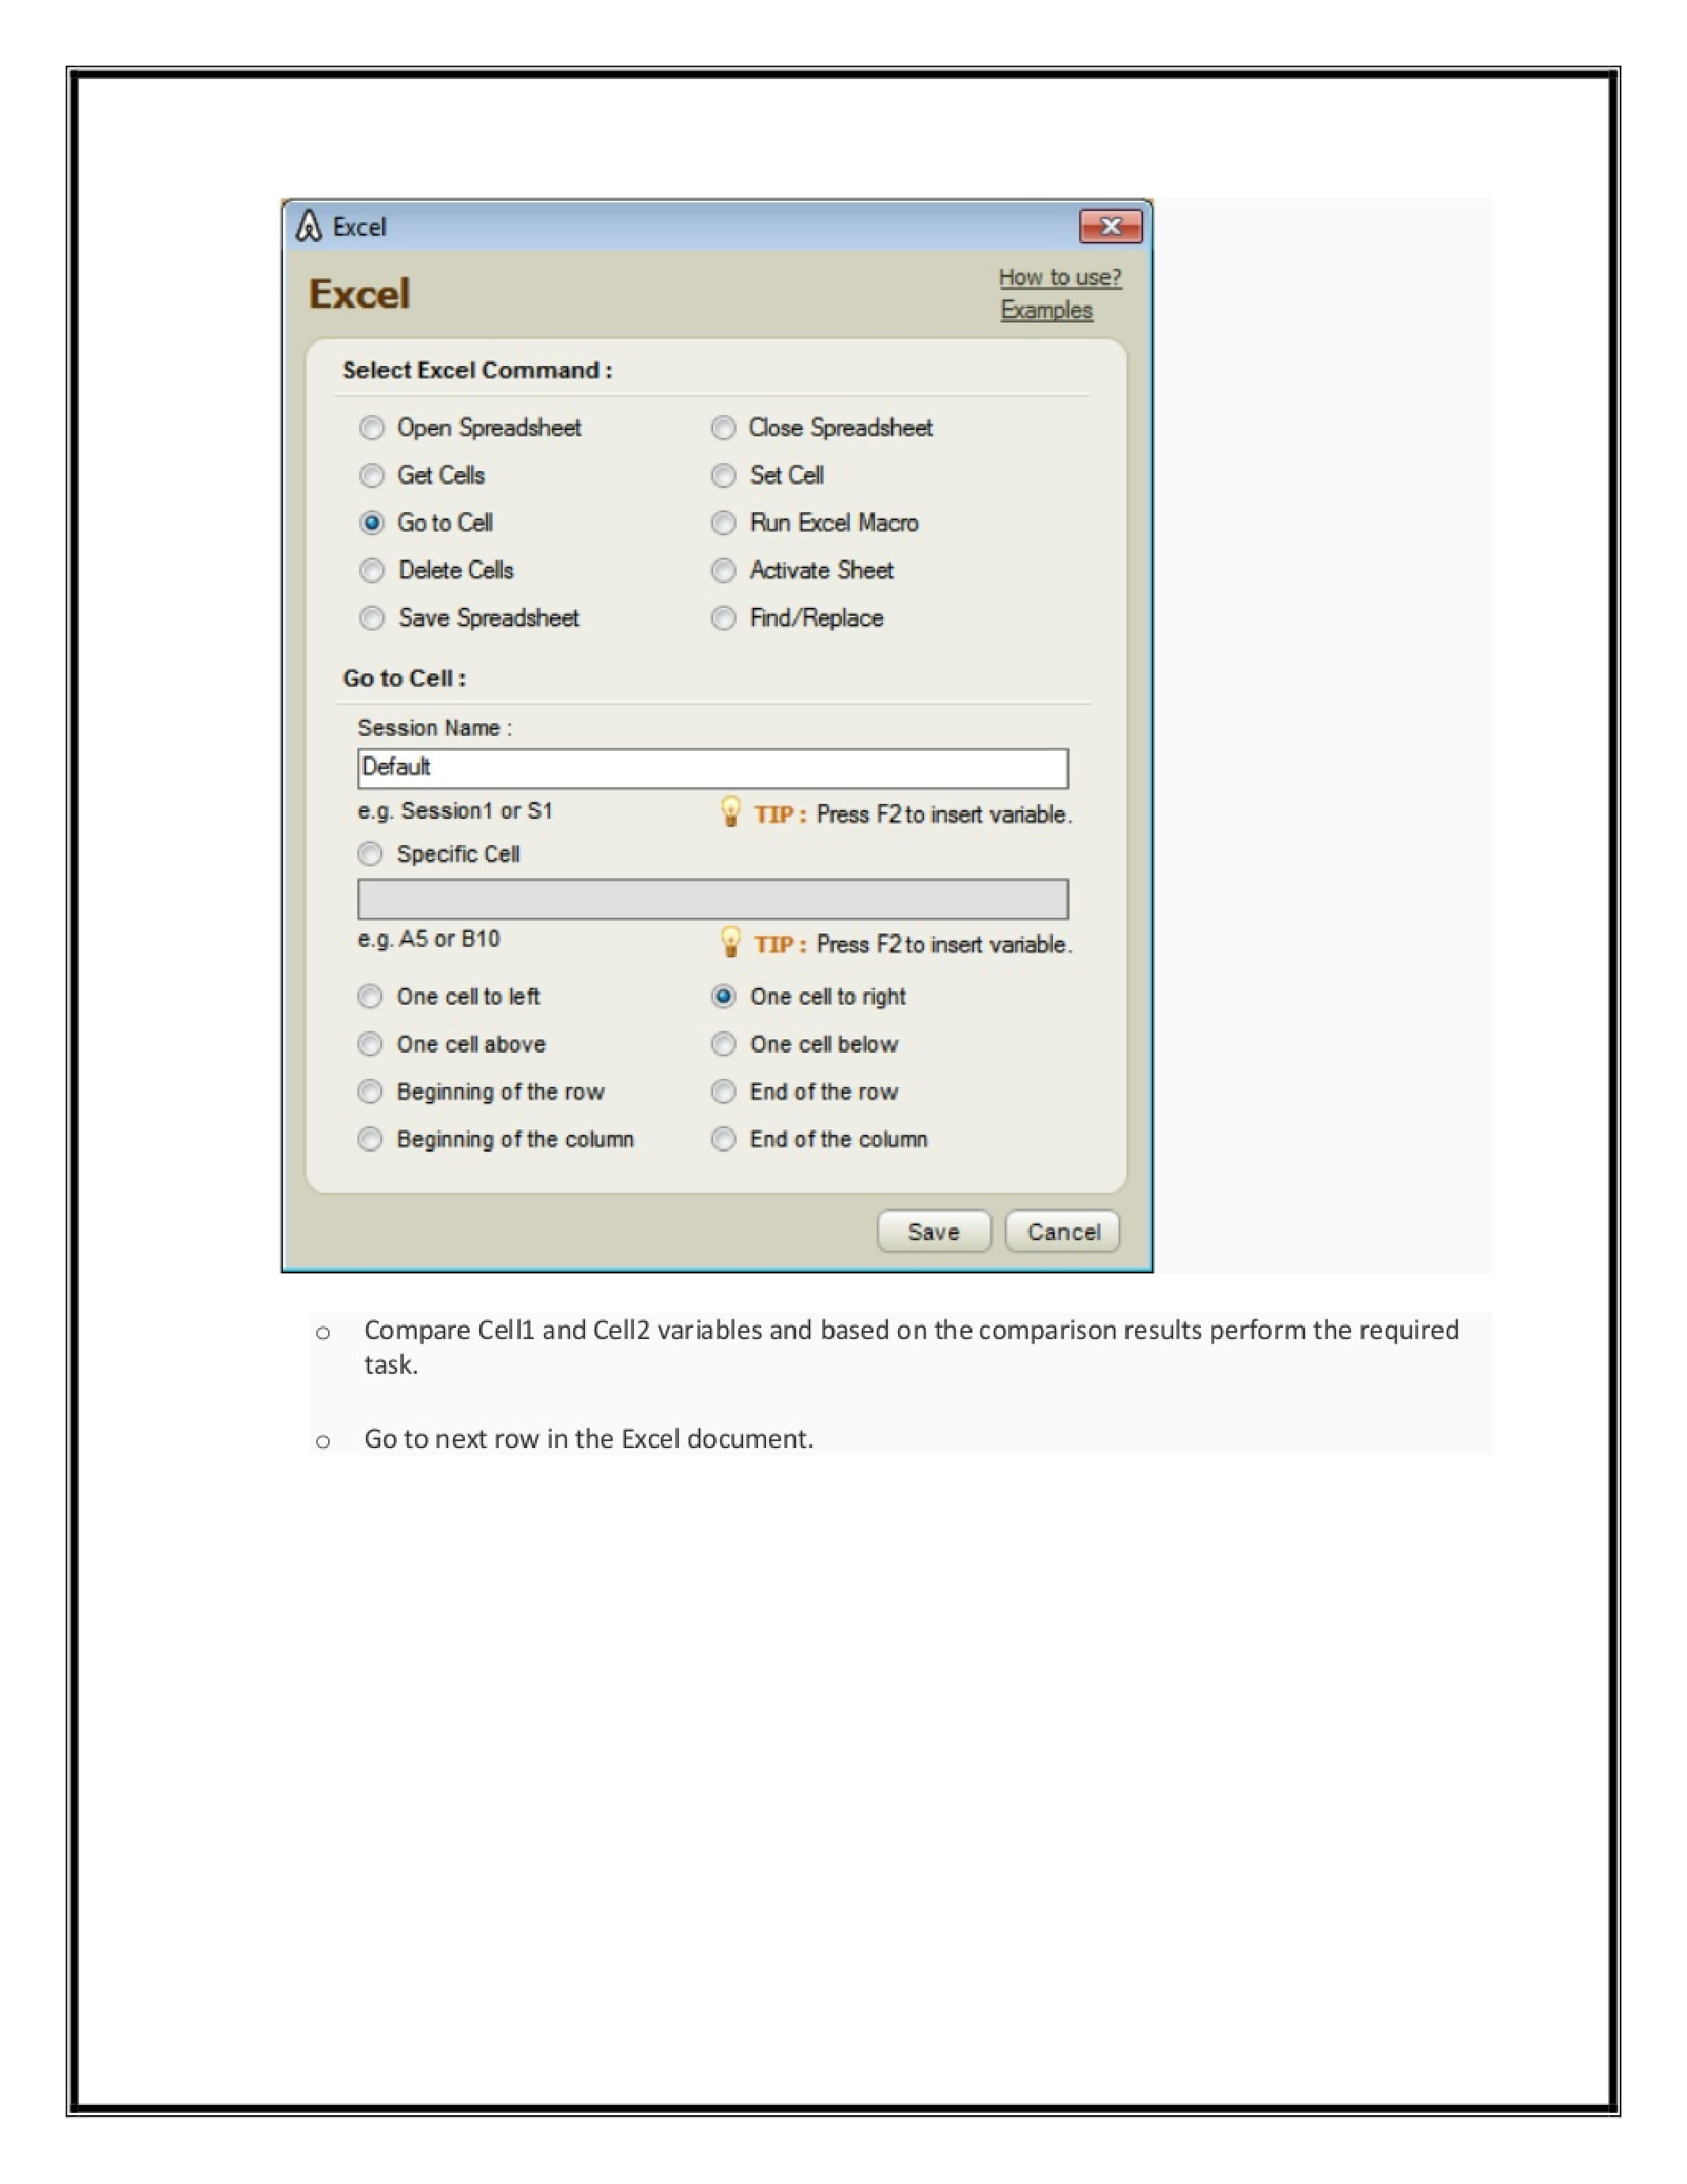 Excel
Excel
How to use?
Examples
Select Excel Command :
Open Spreadsheet
Close Spreadsheet
Get Cells
Set Cell
Go to Cell
Run Excel Macro
Delete Cells
Activate Sheet
Save Spreadsheet
Find/Replace
Go to Cell :
Session Name :
Default
e.g. Session1 or S1
TIP : Press F2 to insert variable.
Specific Cell
e.g. A5 or B10
TIP : Press F2 to insert variable.
One cell to left
One cell to right
One cell above
One cell below
Beginning of the row
End of the row
Beginning of the column
End of the column
Save
Cancel
o Compare Cell1 and Cell2 variables and based on the comparison results perform the required
task.
o Go to next row in the Excel document.